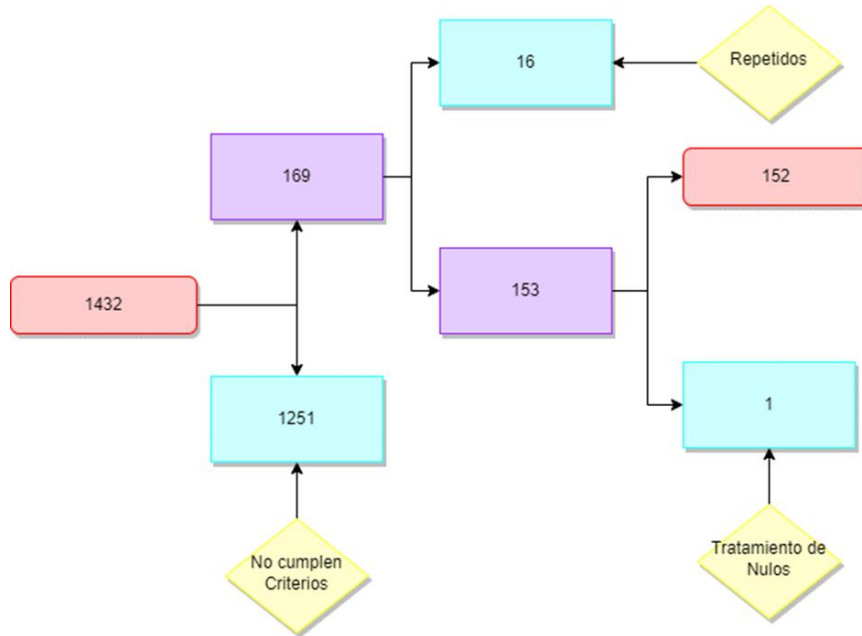 16
Repetidos
169
152
1432
153
1251
1
No cumplen
Criterios
Tratamiento de
Nulos